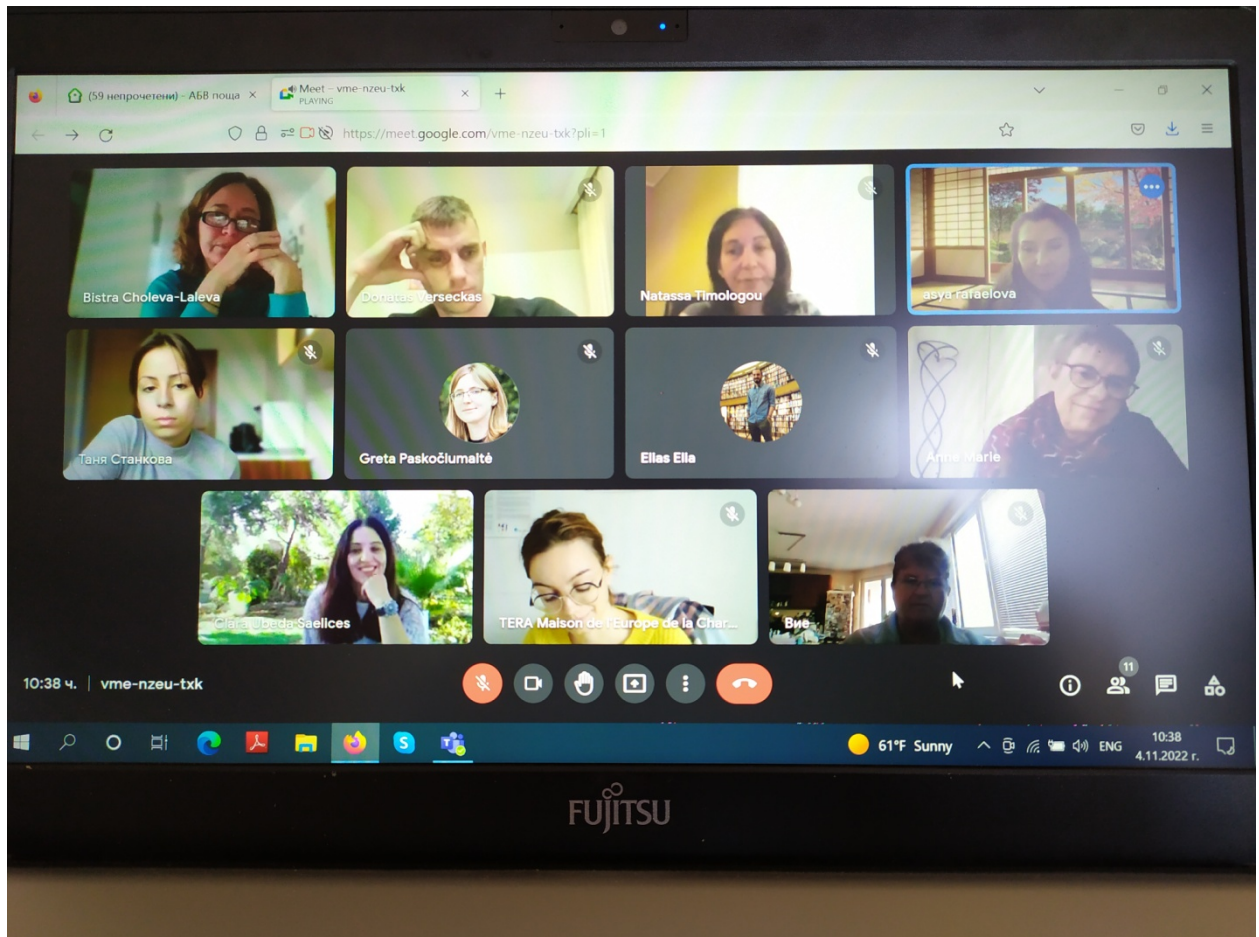 (59 непрочетени) - АБВ поща
Meet – vme-nzeu-txk
PLAYING
https://meet.google.com/vme-nzeu-txk?pli=1
Bistra Choleva-Laleva
Donatas Verseckas
Natassa Timologou
asya rafaelova
Таня Станкова
Greta Paskočiumaitė
Elias Ella
Anne Marie
Clara Úbeda Saelices
TERA Maison de l'Europe de la Char...
Вие
10:38 ч. | vme-nzeu-txk
11
61°F Sunny
ENG
10:38
4.11.2022 г.
FUJITSU